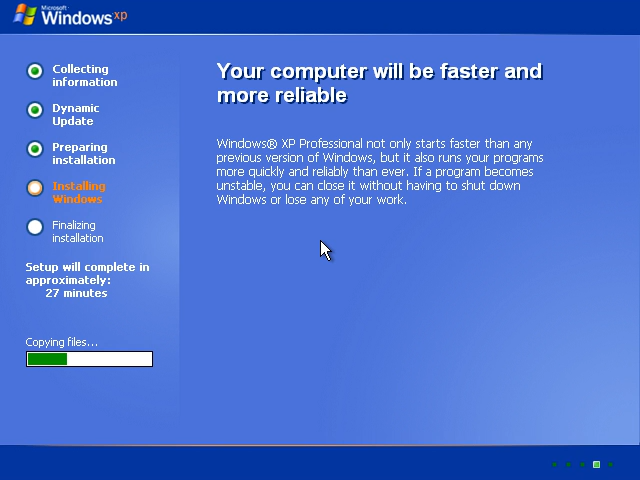 Microsoft
Windows xp
Collecting
information
Dynamic
Update
Preparing
installation
Installing
Windows
Finalizing
installation
Setup will complete in
approximately:
27 minutes
Copying files...
Your computer will be faster and
more reliable
Windows® XP Professional not only starts faster than any
previous version of Windows, but it also runs your programs
more quickly and reliably than ever. If a program becomes
unstable, you can close it without having to shut down
Windows or lose any of your work.